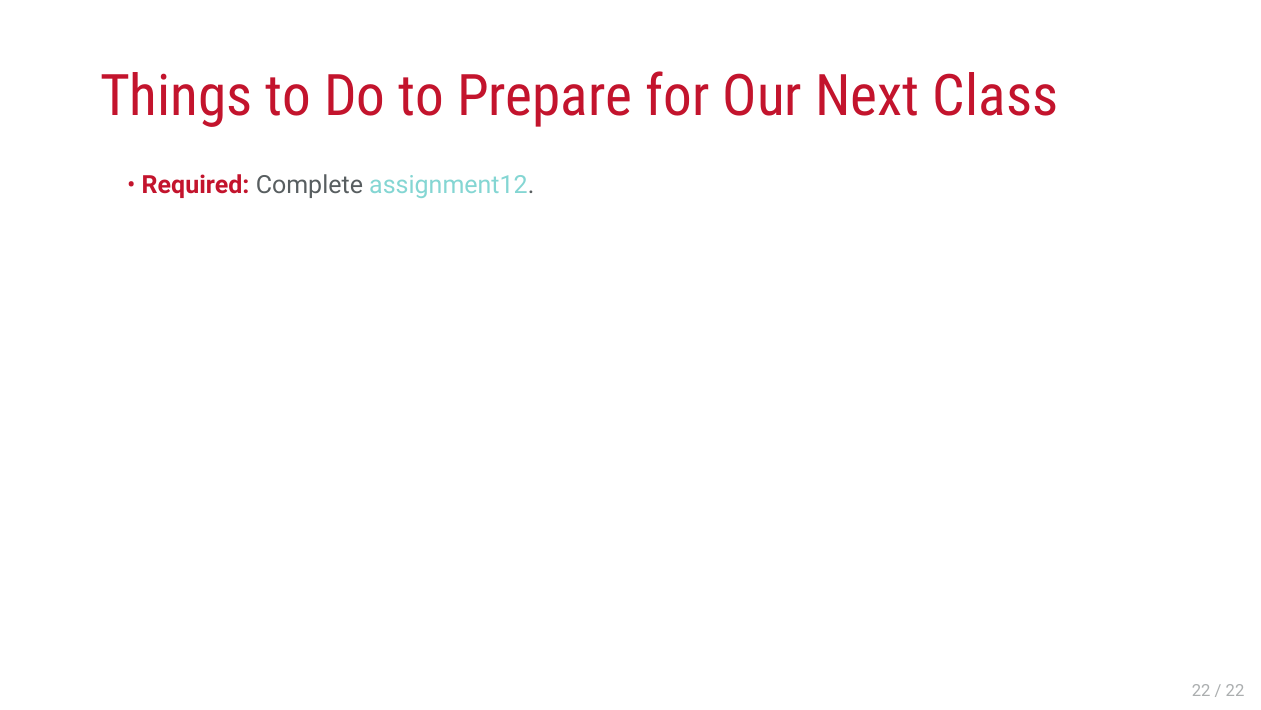 Things to Do to Prepare for Our Next Class
• Required: Complete assignment12.
22 / 22